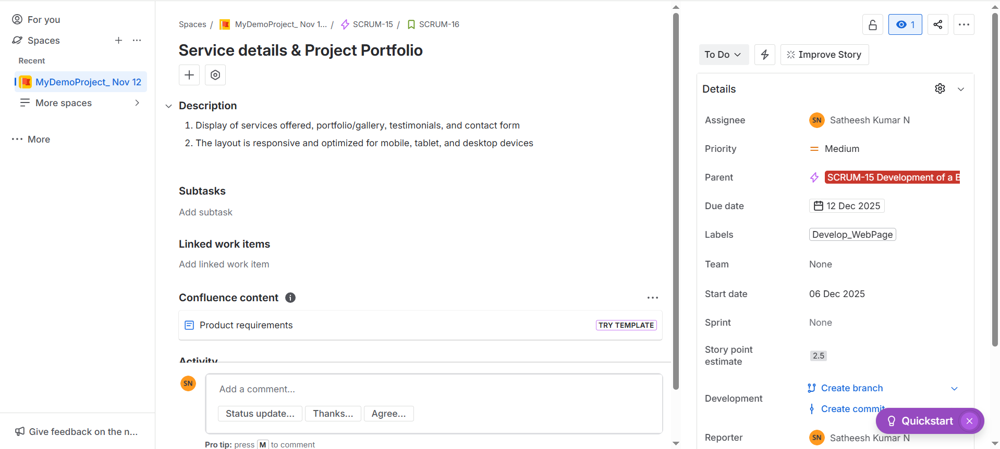 For you
Spaces
Recent
MyDemoProject_ Nov 12
More spaces
More
Give feedback on the n...
Spaces / MyDemoProject_ Nov 1... / SCRUM-15 / SCRUM-16
Service details & Project Portfolio
Description
1. Display of services offered, portfolio/gallery, testimonials, and contact form
2. The layout is responsive and optimized for mobile, tablet, and desktop devices
Subtasks
Add subtask
Linked work items
Add linked work item
Confluence content
Product requirements TRY TEMPLATE
Activity
SN
Add a comment...
Status update... Thanks... Agree...
Pro tip: press M to comment
1
To Do Improve Story
Details
Assignee SN Satheesh Kumar N
Priority Medium
Parent SCRUM-15 Development of a B
Due date 12 Dec 2025
Labels Develop_WebPage
Team None
Start date 06 Dec 2025
Sprint None
Story point
estimate 2.5
Create branch
Development
Create commit
Quickstart
Reporter SN Satheesh Kumar N